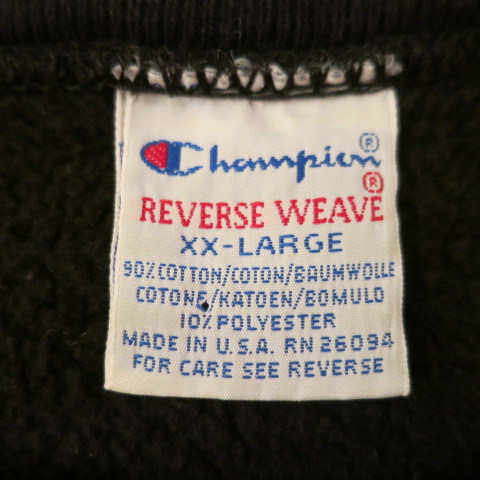 Champion®
REVERSE WEAVE®
XX-LARGE
90% COTTON/COTON/BAUMWOLLE
COTONE/KATOEN/BOMULD
10% POLYESTER
MADE IN U.S.A. RN 26094
FOR CARE SEE REVERSE